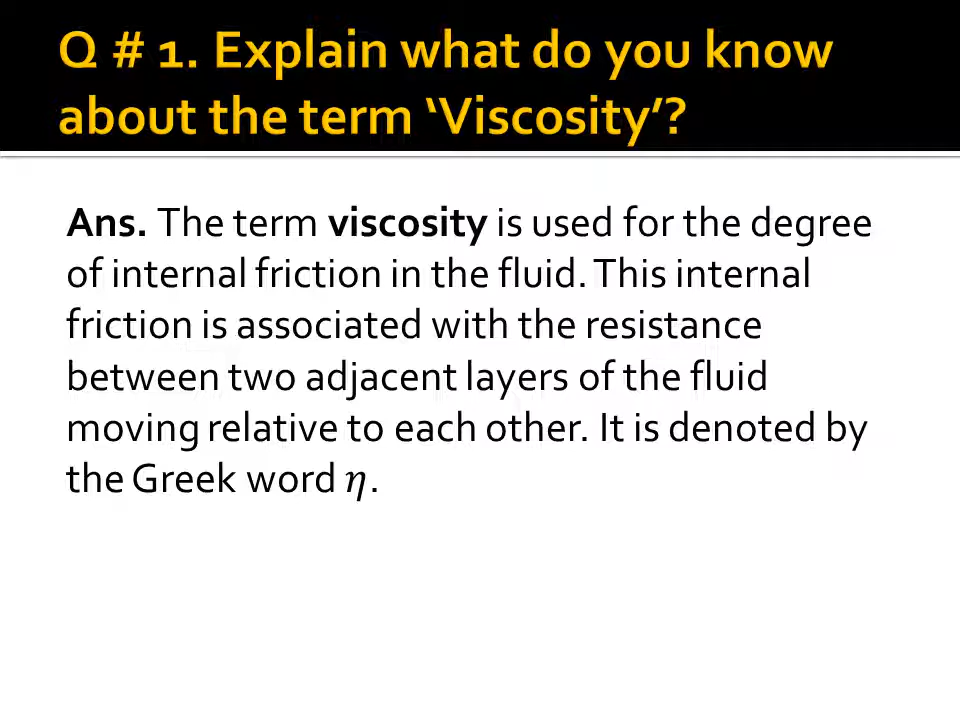 Q # 1. Explain what do you know
about the term ‘Viscosity’?
Ans. The term viscosity is used for the degree
of internal friction in the fluid. This internal
friction is associated with the resistance
between two adjacent layers of the fluid
moving relative to each other. It is denoted by
the Greek word 𝜂.